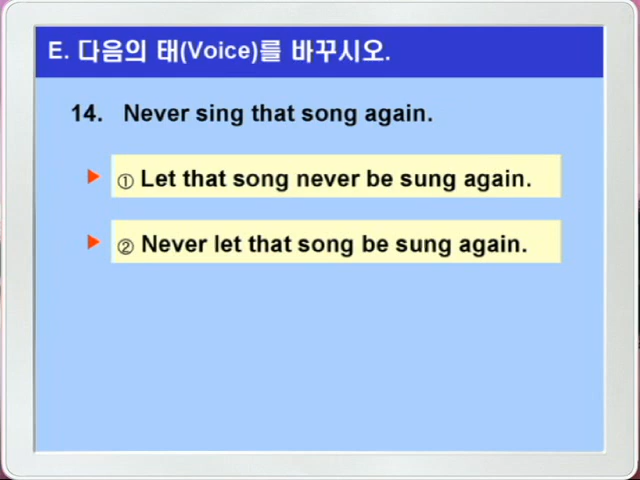 E. 다음의 태(Voice)를 바꾸시오.
14. Never sing that song again.
① Let that song never be sung again.
② Never let that song be sung again.